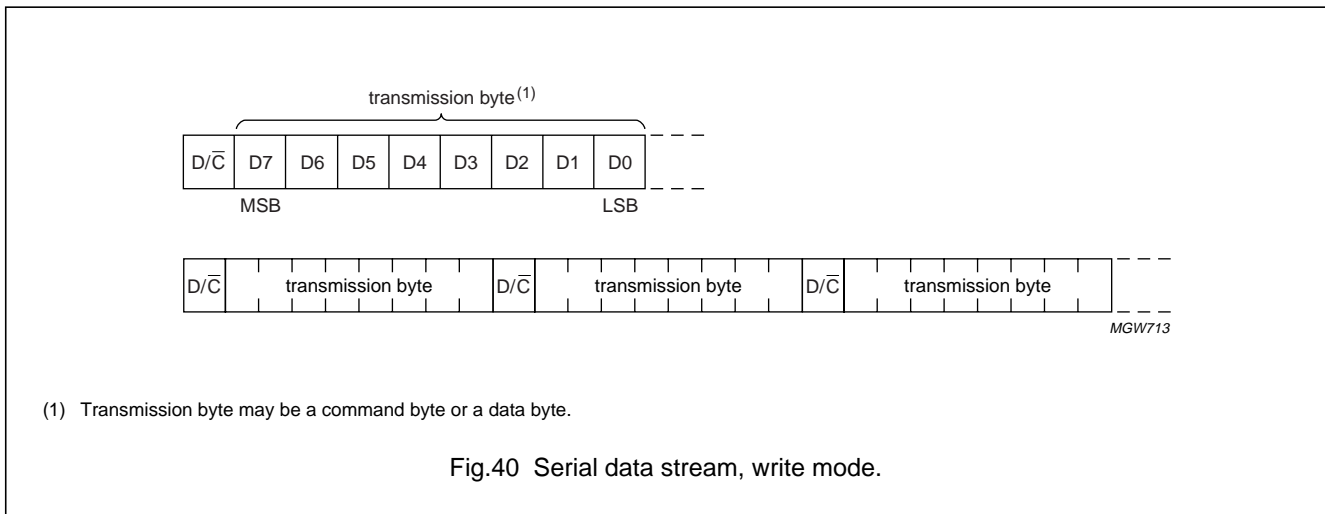 transmission byte(1)
D/C̅ D7 D6 D5 D4 D3 D2 D1 D0
MSB LSB
D/C̅ transmission byte D/C̅ transmission byte D/C̅ transmission byte
MGW713
(1) Transmission byte may be a command byte or a data byte.
Fig.40 Serial data stream, write mode.